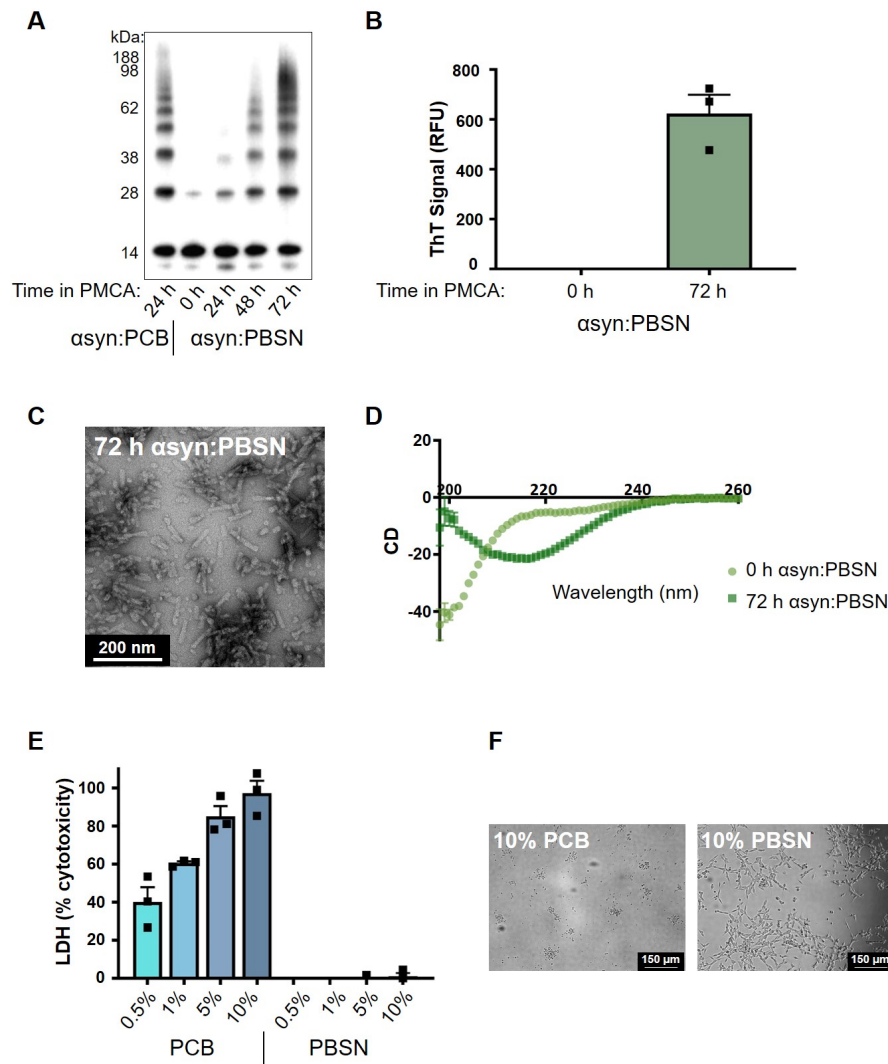 A
kDa:
188
98
62
38
28
14
Time in PMCA: 24 h 0 h 24 h 48 h 72 h
αsyn:PCB αsyn:PBSN
B
ThT Signal (RFU)
800
600
400
200
0
Time in PMCA: 0 h 72 h
αsyn:PBSN
C
72 h αsyn:PBSN
200 nm
D
CD
20
0
-20
-40
200 220 240 260
Wavelength (nm)
0 h αsyn:PBSN
72 h αsyn:PBSN
E
LDH (% cytotoxicity)
100
80
60
40
20
0
0.5% 1% 5% 10% 0.5% 1% 5% 10%
PCB PBSN
F
10% PCB
150 µm
10% PBSN
150 µm